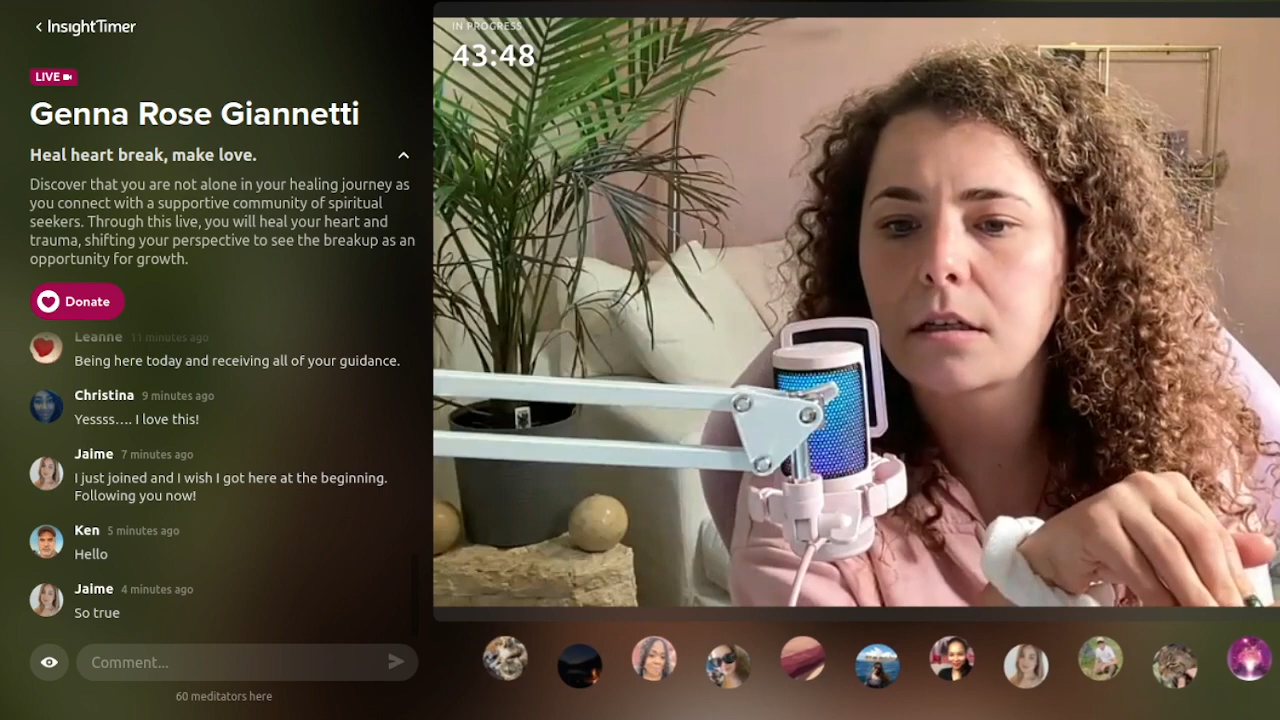 InsightTimer
LIVE
Genna Rose Giannetti
Heal heart break, make love.
Discover that you are not alone in your healing journey as
you connect with a supportive community of spiritual
seekers. Through this live, you will heal your heart and
trauma, shifting your perspective to see the breakup as an
opportunity for growth.
Donate
Leanne 11 minutes ago
Being here today and receiving all of your guidance.
Christina 9 minutes ago
Yessss.... I love this!
Jaime 7 minutes ago
I just joined and I wish I got here at the beginning.
Following you now!
Ken 5 minutes ago
Hello
Jaime 4 minutes ago
So true
Comment...
60 meditators here
IN PROGRESS
43:48